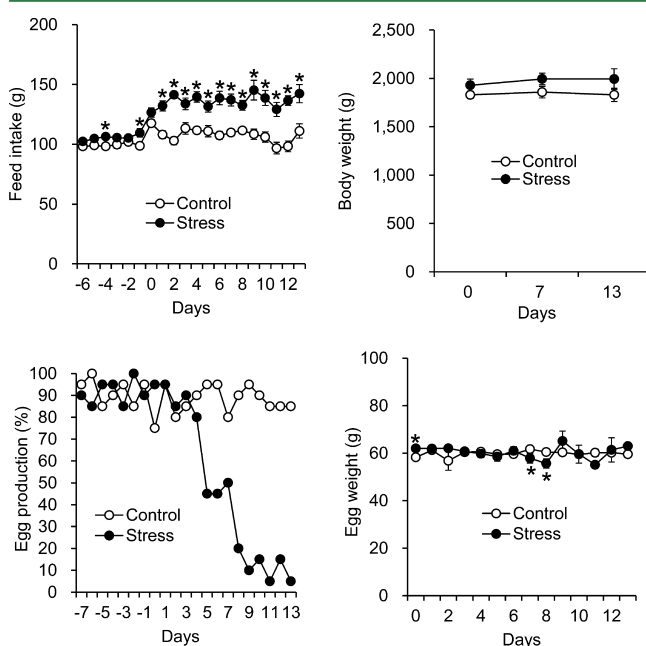 200
150
100
50
0
Feed intake (g)
* * * * * * * * * * * * * * *
Control
Stress
-6 -4 -2 0 2 4 6 8 10 12
Days
2,500
2,000
1,500
1,000
500
0
Body weight (g)
Control
Stress
0 7 13
Days
100
90
80
70
60
50
40
30
20
10
0
Egg production (%)
Control
Stress
-7 -5 -3 -1 1 3 5 7 9 11 13
Days
100
80
60
40
20
0
Egg weight (g)
* * *
Control
Stress
0 2 4 6 8 10 12
Days